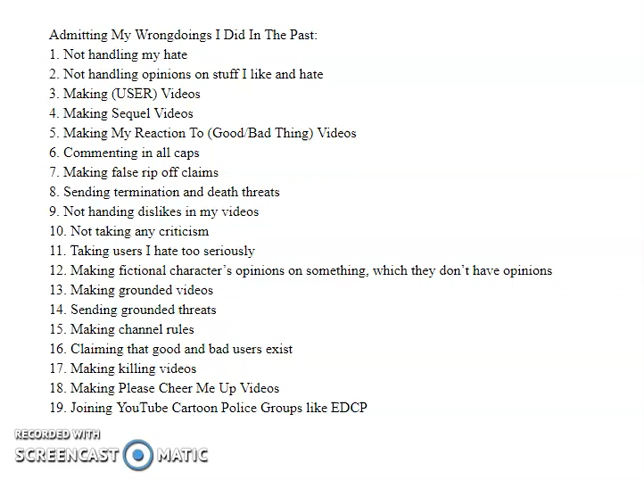 Admitting My Wrongdoings I Did In The Past:
1. Not handling my hate
2. Not handling opinions on stuff I like and hate
3. Making (USER) Videos
4. Making Sequel Videos
5. Making My Reaction To (Good/Bad Thing) Videos
6. Commenting in all caps
7. Making false rip off claims
8. Sending termination and death threats
9. Not handing dislikes in my videos
10. Not taking any criticism
11. Taking users I hate too seriously
12. Making fictional character's opinions on something, which they don't have opinions
13. Making grounded videos
14. Sending grounded threats
15. Making channel rules
16. Claiming that good and bad users exist
17. Making killing videos
18. Making Please Cheer Me Up Videos
19. Joining YouTube Cartoon Police Groups like EDCP
RECORDED WITH
SCREENCAST MATIC